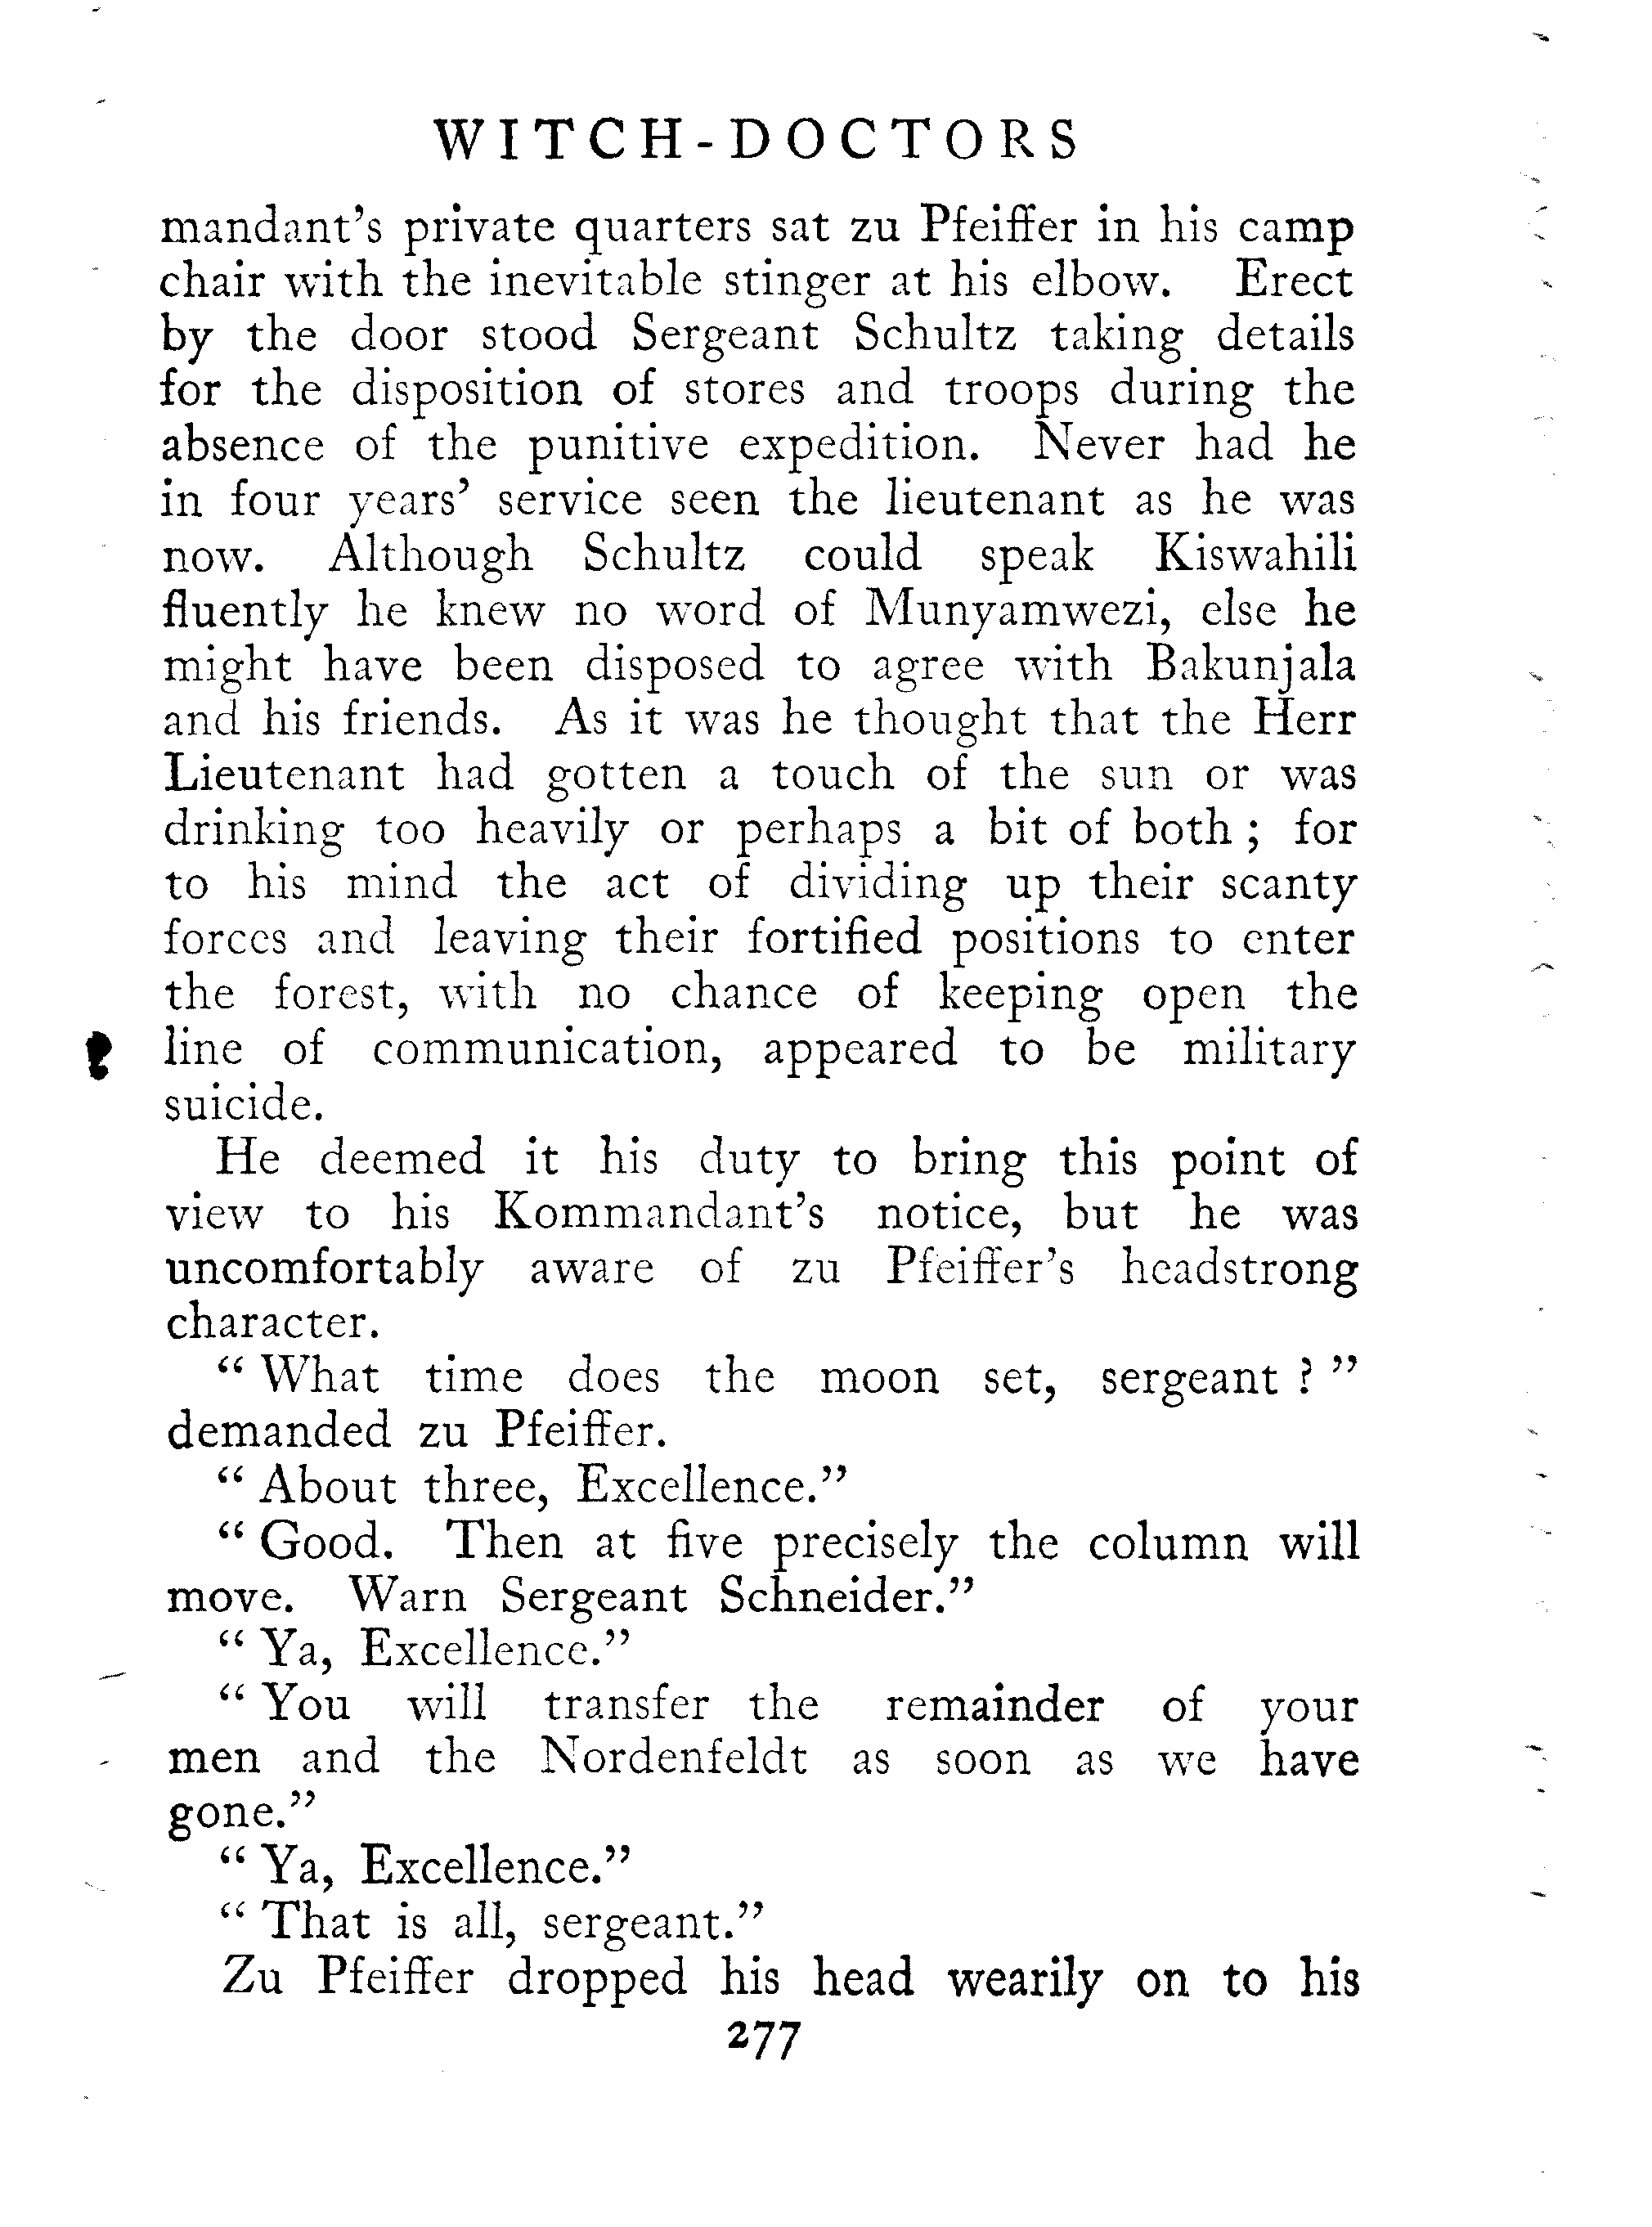 WITCH-DOCTORS
mandant's private quarters sat zu Pfeiffer in his camp
chair with the inevitable stinger at his elbow. Erect
by the door stood Sergeant Schultz taking details
for the disposition of stores and troops during the
absence of the punitive expedition. Never had he
in four years' service seen the lieutenant as he was
now. Although Schultz could speak Kiswahili
fluently he knew no word of Munyamwezi, else he
might have been disposed to agree with Bakunjala
and his friends. As it was he thought that the Herr
Lieutenant had gotten a touch of the sun or was
drinking too heavily or perhaps a bit of both ; for
to his mind the act of dividing up their scanty
forces and leaving their fortified positions to enter
the forest, with no chance of keeping open the
line of communication, appeared to be military
suicide.
He deemed it his duty to bring this point of
view to his Kommandant's notice, but he was
uncomfortably aware of zu Pfeiffer's headstrong
character.
“ What time does the moon set, sergeant ? ”
demanded zu Pfeiffer.
“ About three, Excellence.”
“ Good. Then at five precisely the column will
move. Warn Sergeant Schneider.”
“ Ya, Excellence.”
“ You will transfer the remainder of your
men and the Nordenfeldt as soon as we have
gone.”
“ Ya, Excellence.”
“ That is all, sergeant.”
Zu Pfeiffer dropped his head wearily on to his
277